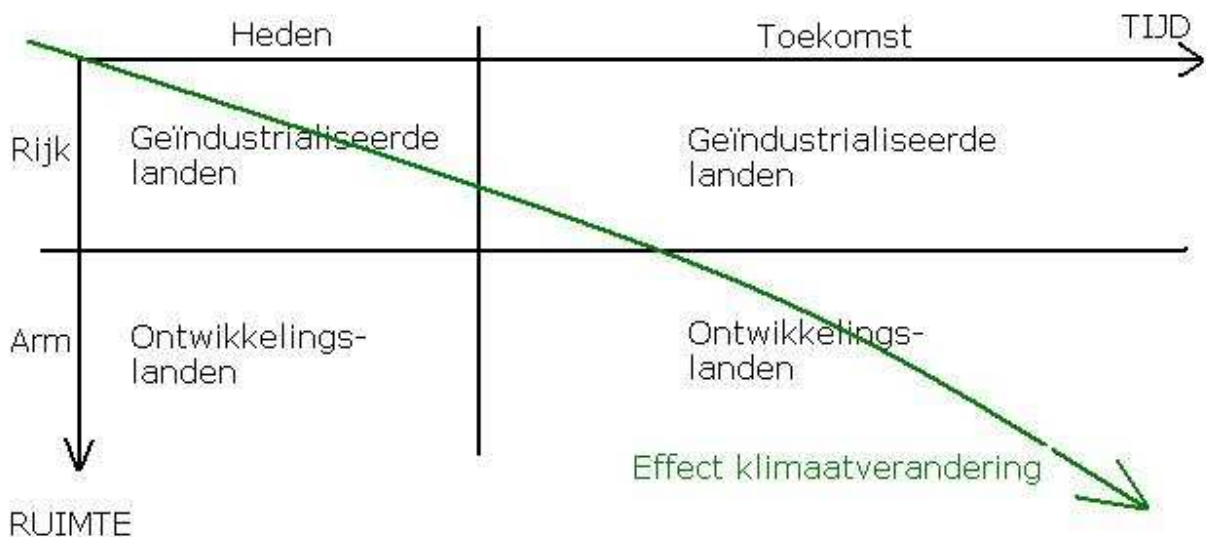 Heden
Toekomst
TIJD
Rijk
Geïndustrialiseerde
landen
Geïndustrialiseerde
landen
Arm
Ontwikkelings-
landen
Ontwikkelings-
landen
Effect klimaatverandering
RUIMTE